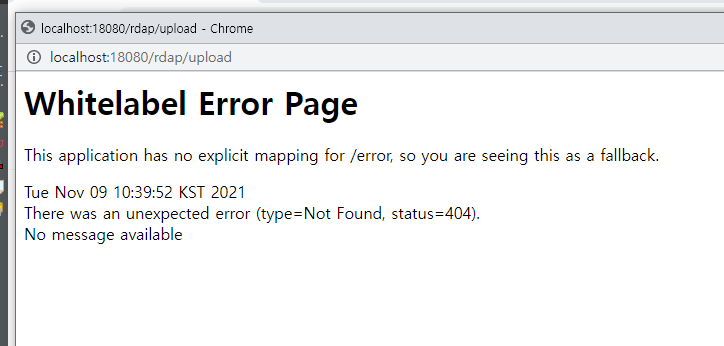 localhost:18080/rdap/upload - Chrome
localhost:18080/rdap/upload
Whitelabel Error Page
This application has no explicit mapping for /error, so you are seeing this as a fallback.
Tue Nov 09 10:39:52 KST 2021
There was an unexpected error (type=Not Found, status=404).
No message available